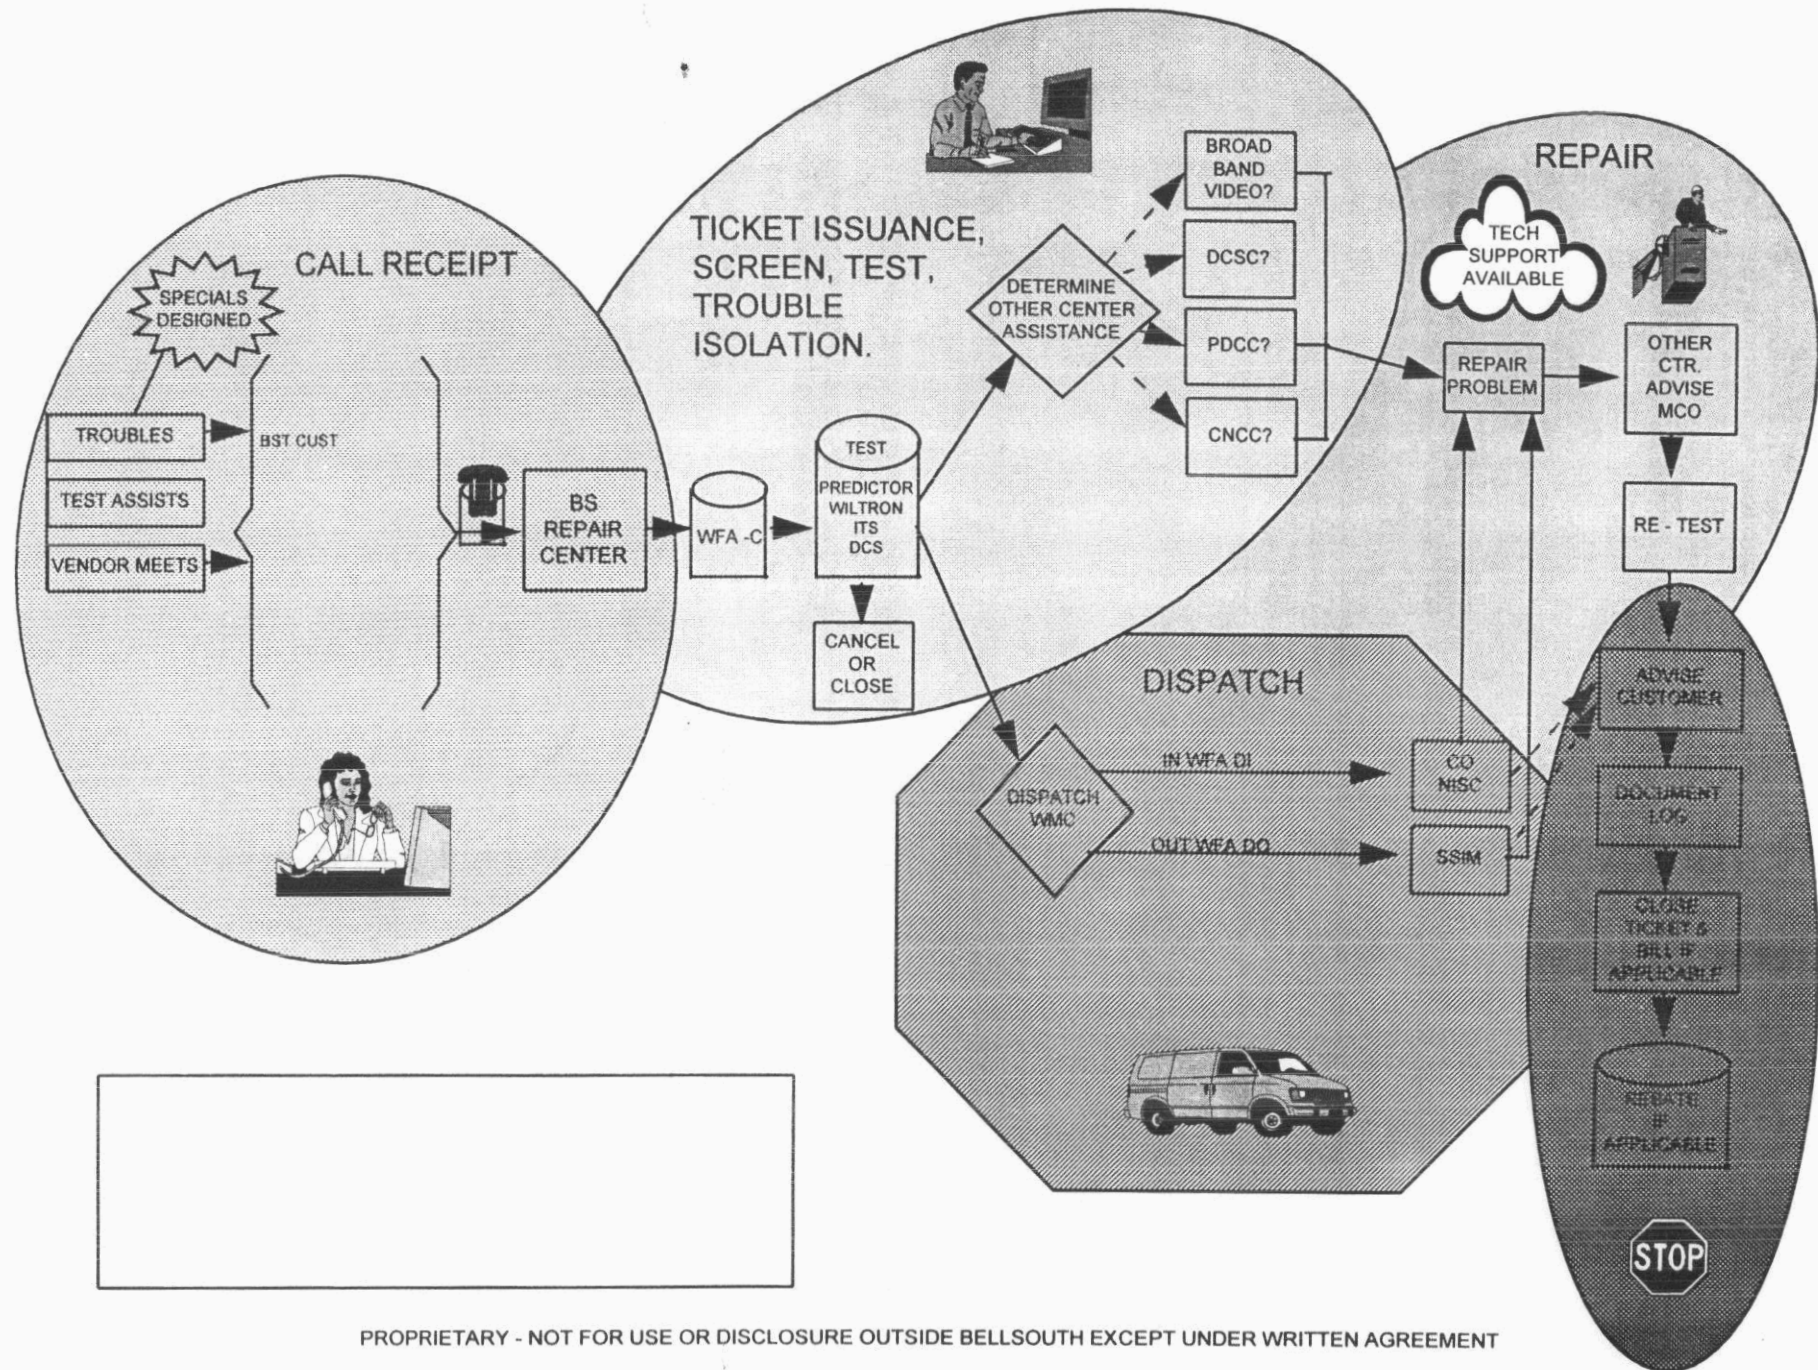 CALL RECEIPT
SPECIALS
DESIGNED
TROUBLES
TEST ASSISTS
VENDOR MEETS
BST CUST
BS
REPAIR
CENTER
TICKET ISSUANCE,
SCREEN, TEST,
TROUBLE
ISOLATION.
WFA -C
TEST
PREDICTOR
WILTRON
ITS
DCS
CANCEL
OR
CLOSE
DETERMINE
OTHER CENTER
ASSISTANCE
BROAD
BAND
VIDEO?
DCSC?
PDCC?
CNCC?
REPAIR
TECH
SUPPORT
AVAILABLE
REPAIR
PROBLEM
OTHER
CTR.
ADVISE
MCO
RE - TEST
DISPATCH
DISPATCH
WMC
IN WFA DI
OUT WFA DO
CO
NISC
SSIM
ADVISE
CUSTOMER
DOCUMENT
LOG
CLOSE
TICKET &
BILL IF
APPLICABLE
REBATE
IF
APPLICABLE
STOP
PROPRIETARY - NOT FOR USE OR DISCLOSURE OUTSIDE BELLSOUTH EXCEPT UNDER WRITTEN AGREEMENT